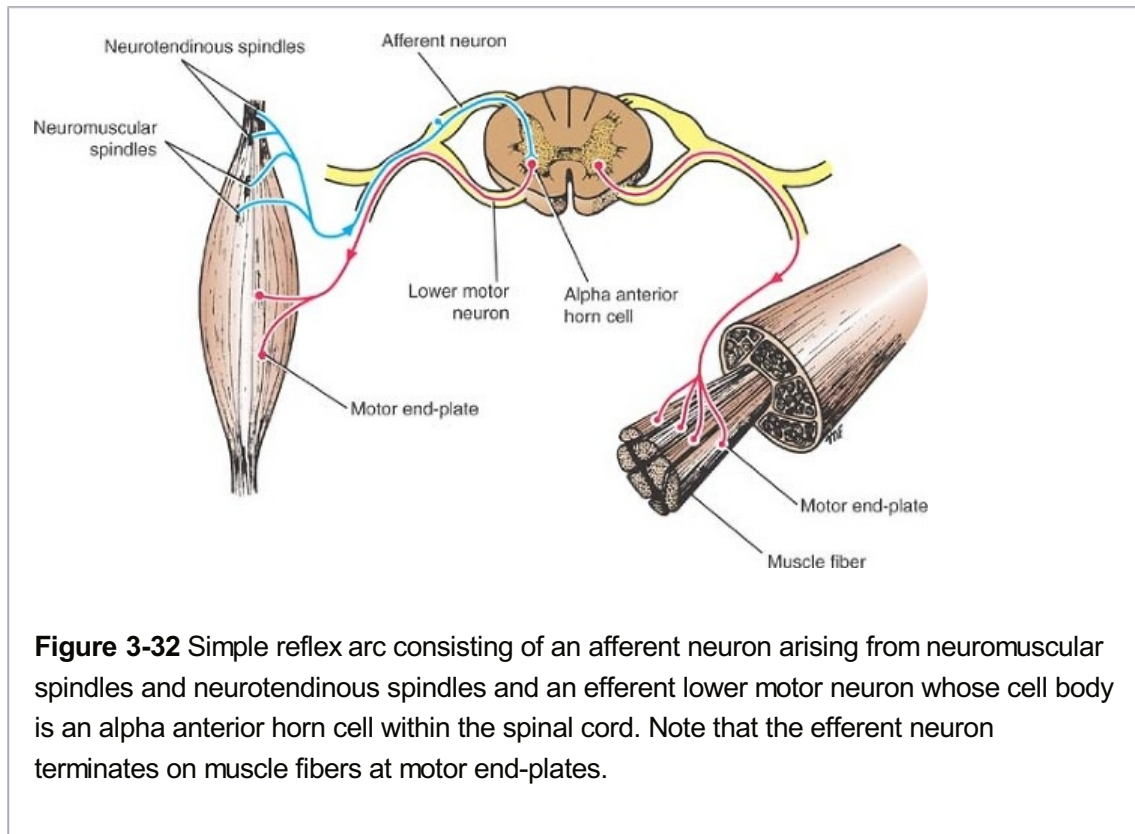 Neurotendinous spindles
Afferent neuron
Neuromuscular
spindles
Lower motor
neuron
Alpha anterior
horn cell
Motor end-plate
Motor end-plate
Muscle fiber
Figure 3-32 Simple reflex arc consisting of an afferent neuron arising from neuromuscular
spindles and neurotendinous spindles and an efferent lower motor neuron whose cell body
is an alpha anterior horn cell within the spinal cord. Note that the efferent neuron
terminates on muscle fibers at motor end-plates.